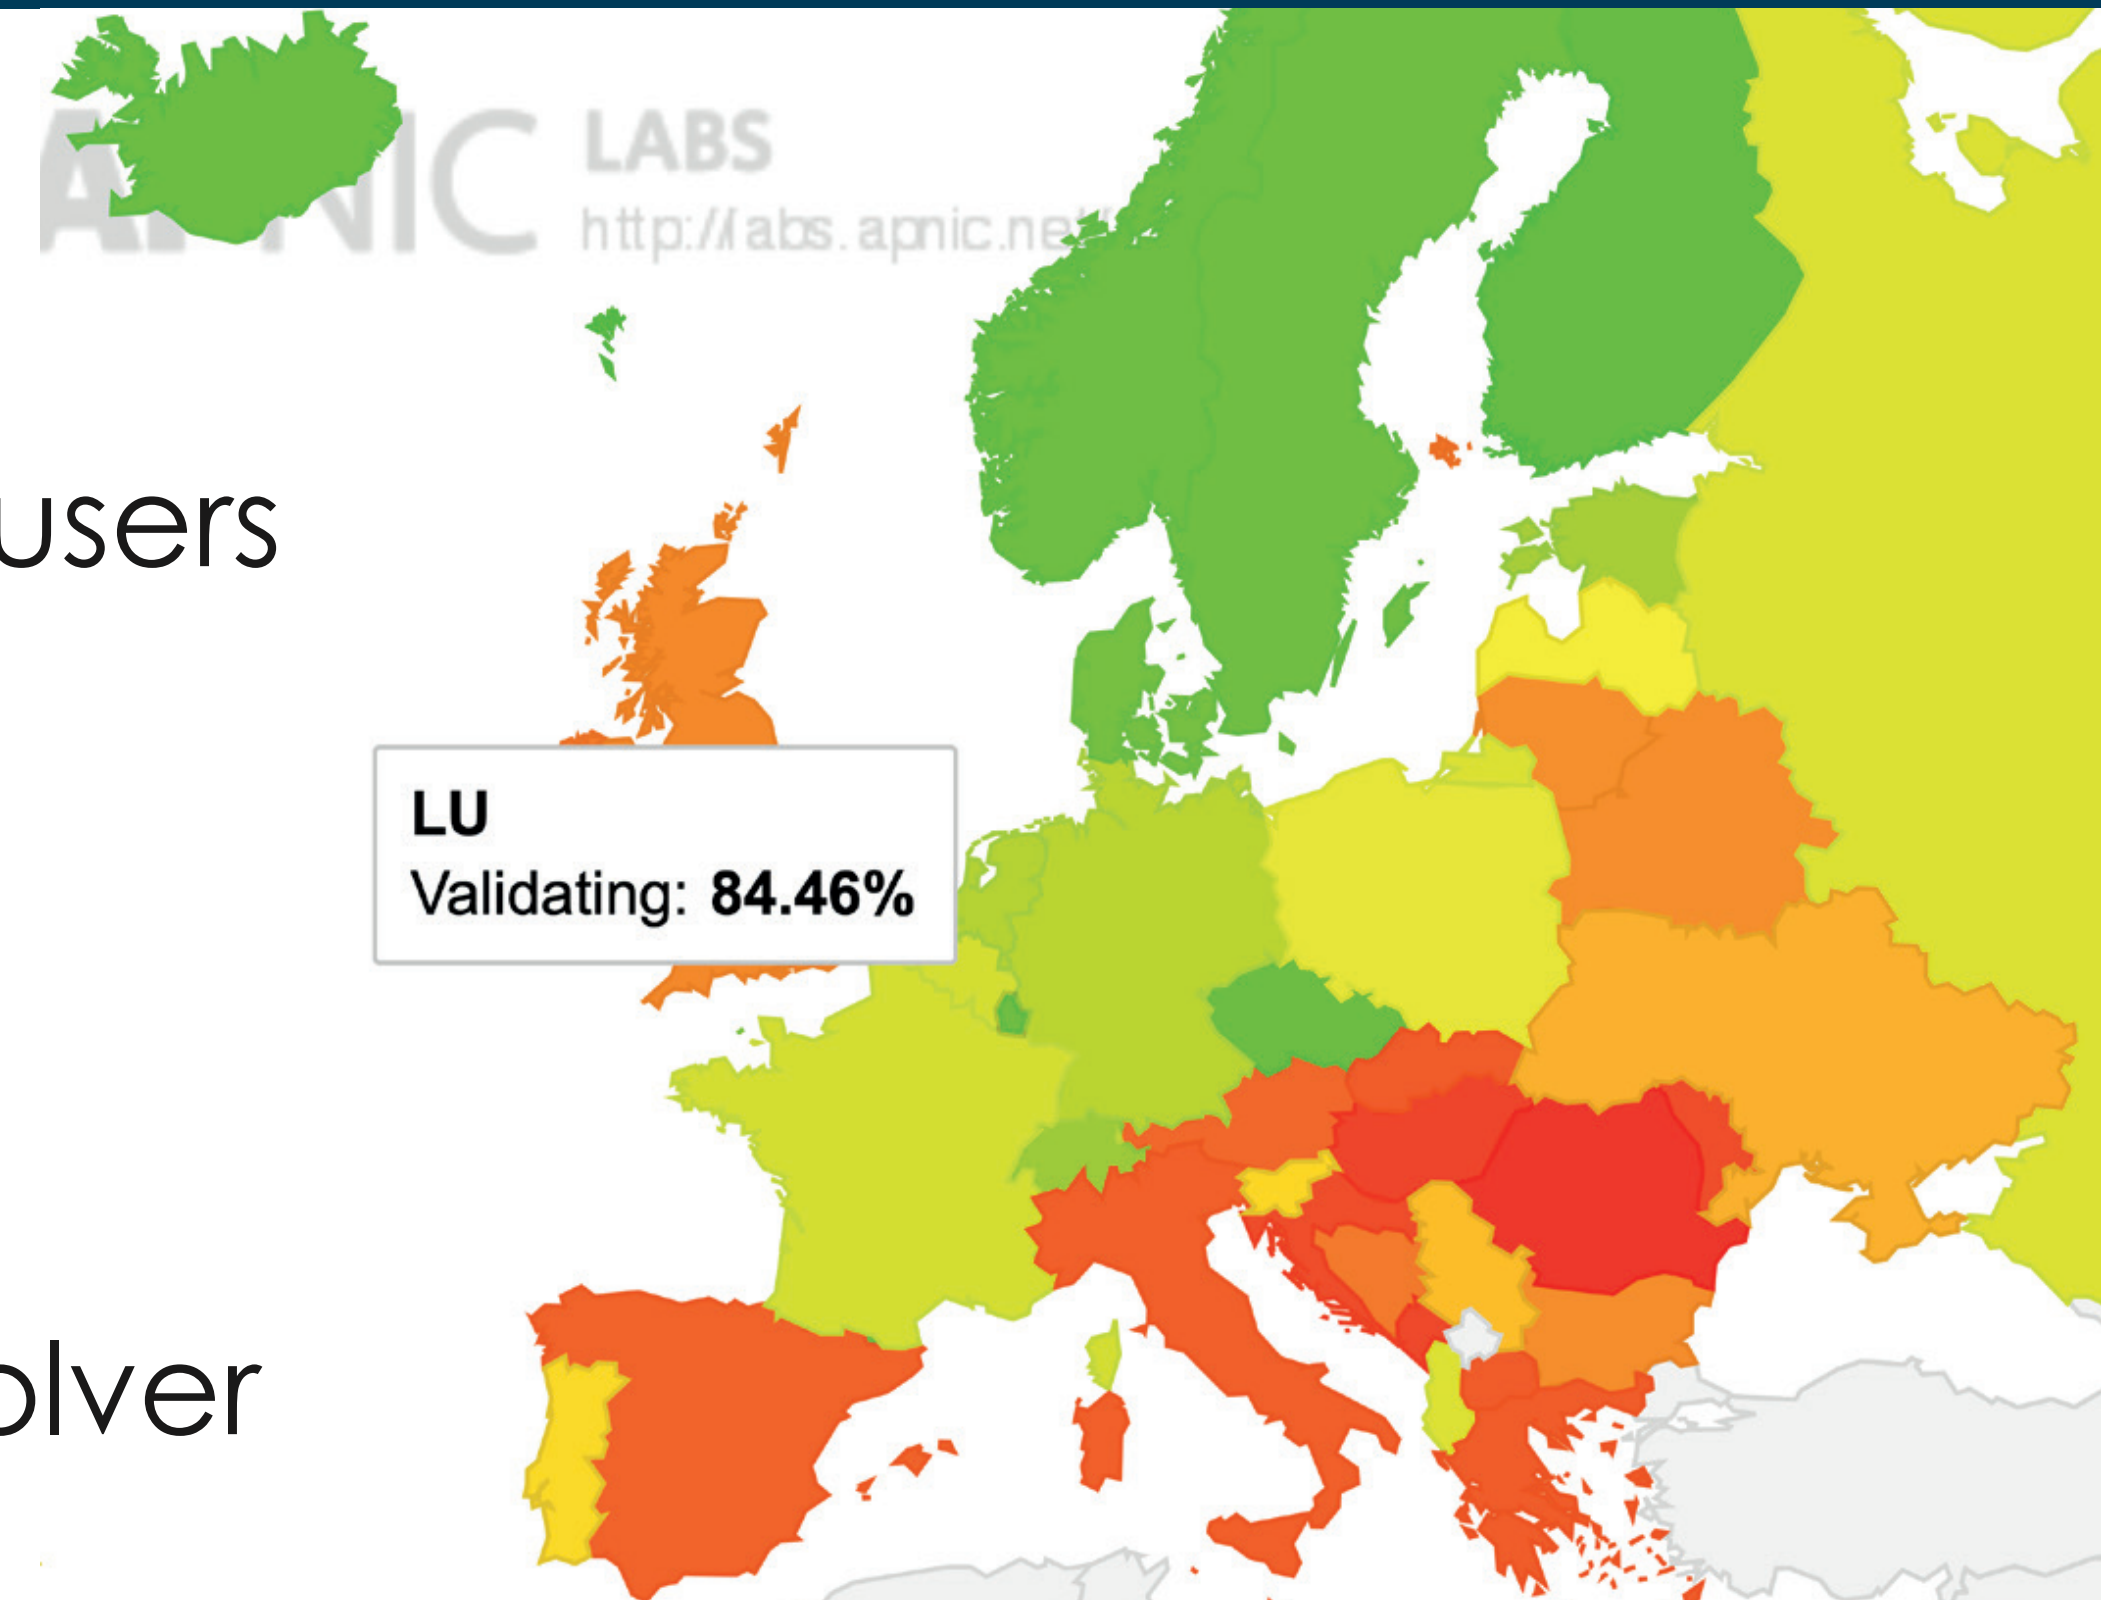 APNIC LABS
http://labs.apnic.net/
users
LU
Validating: 84.46%
olver